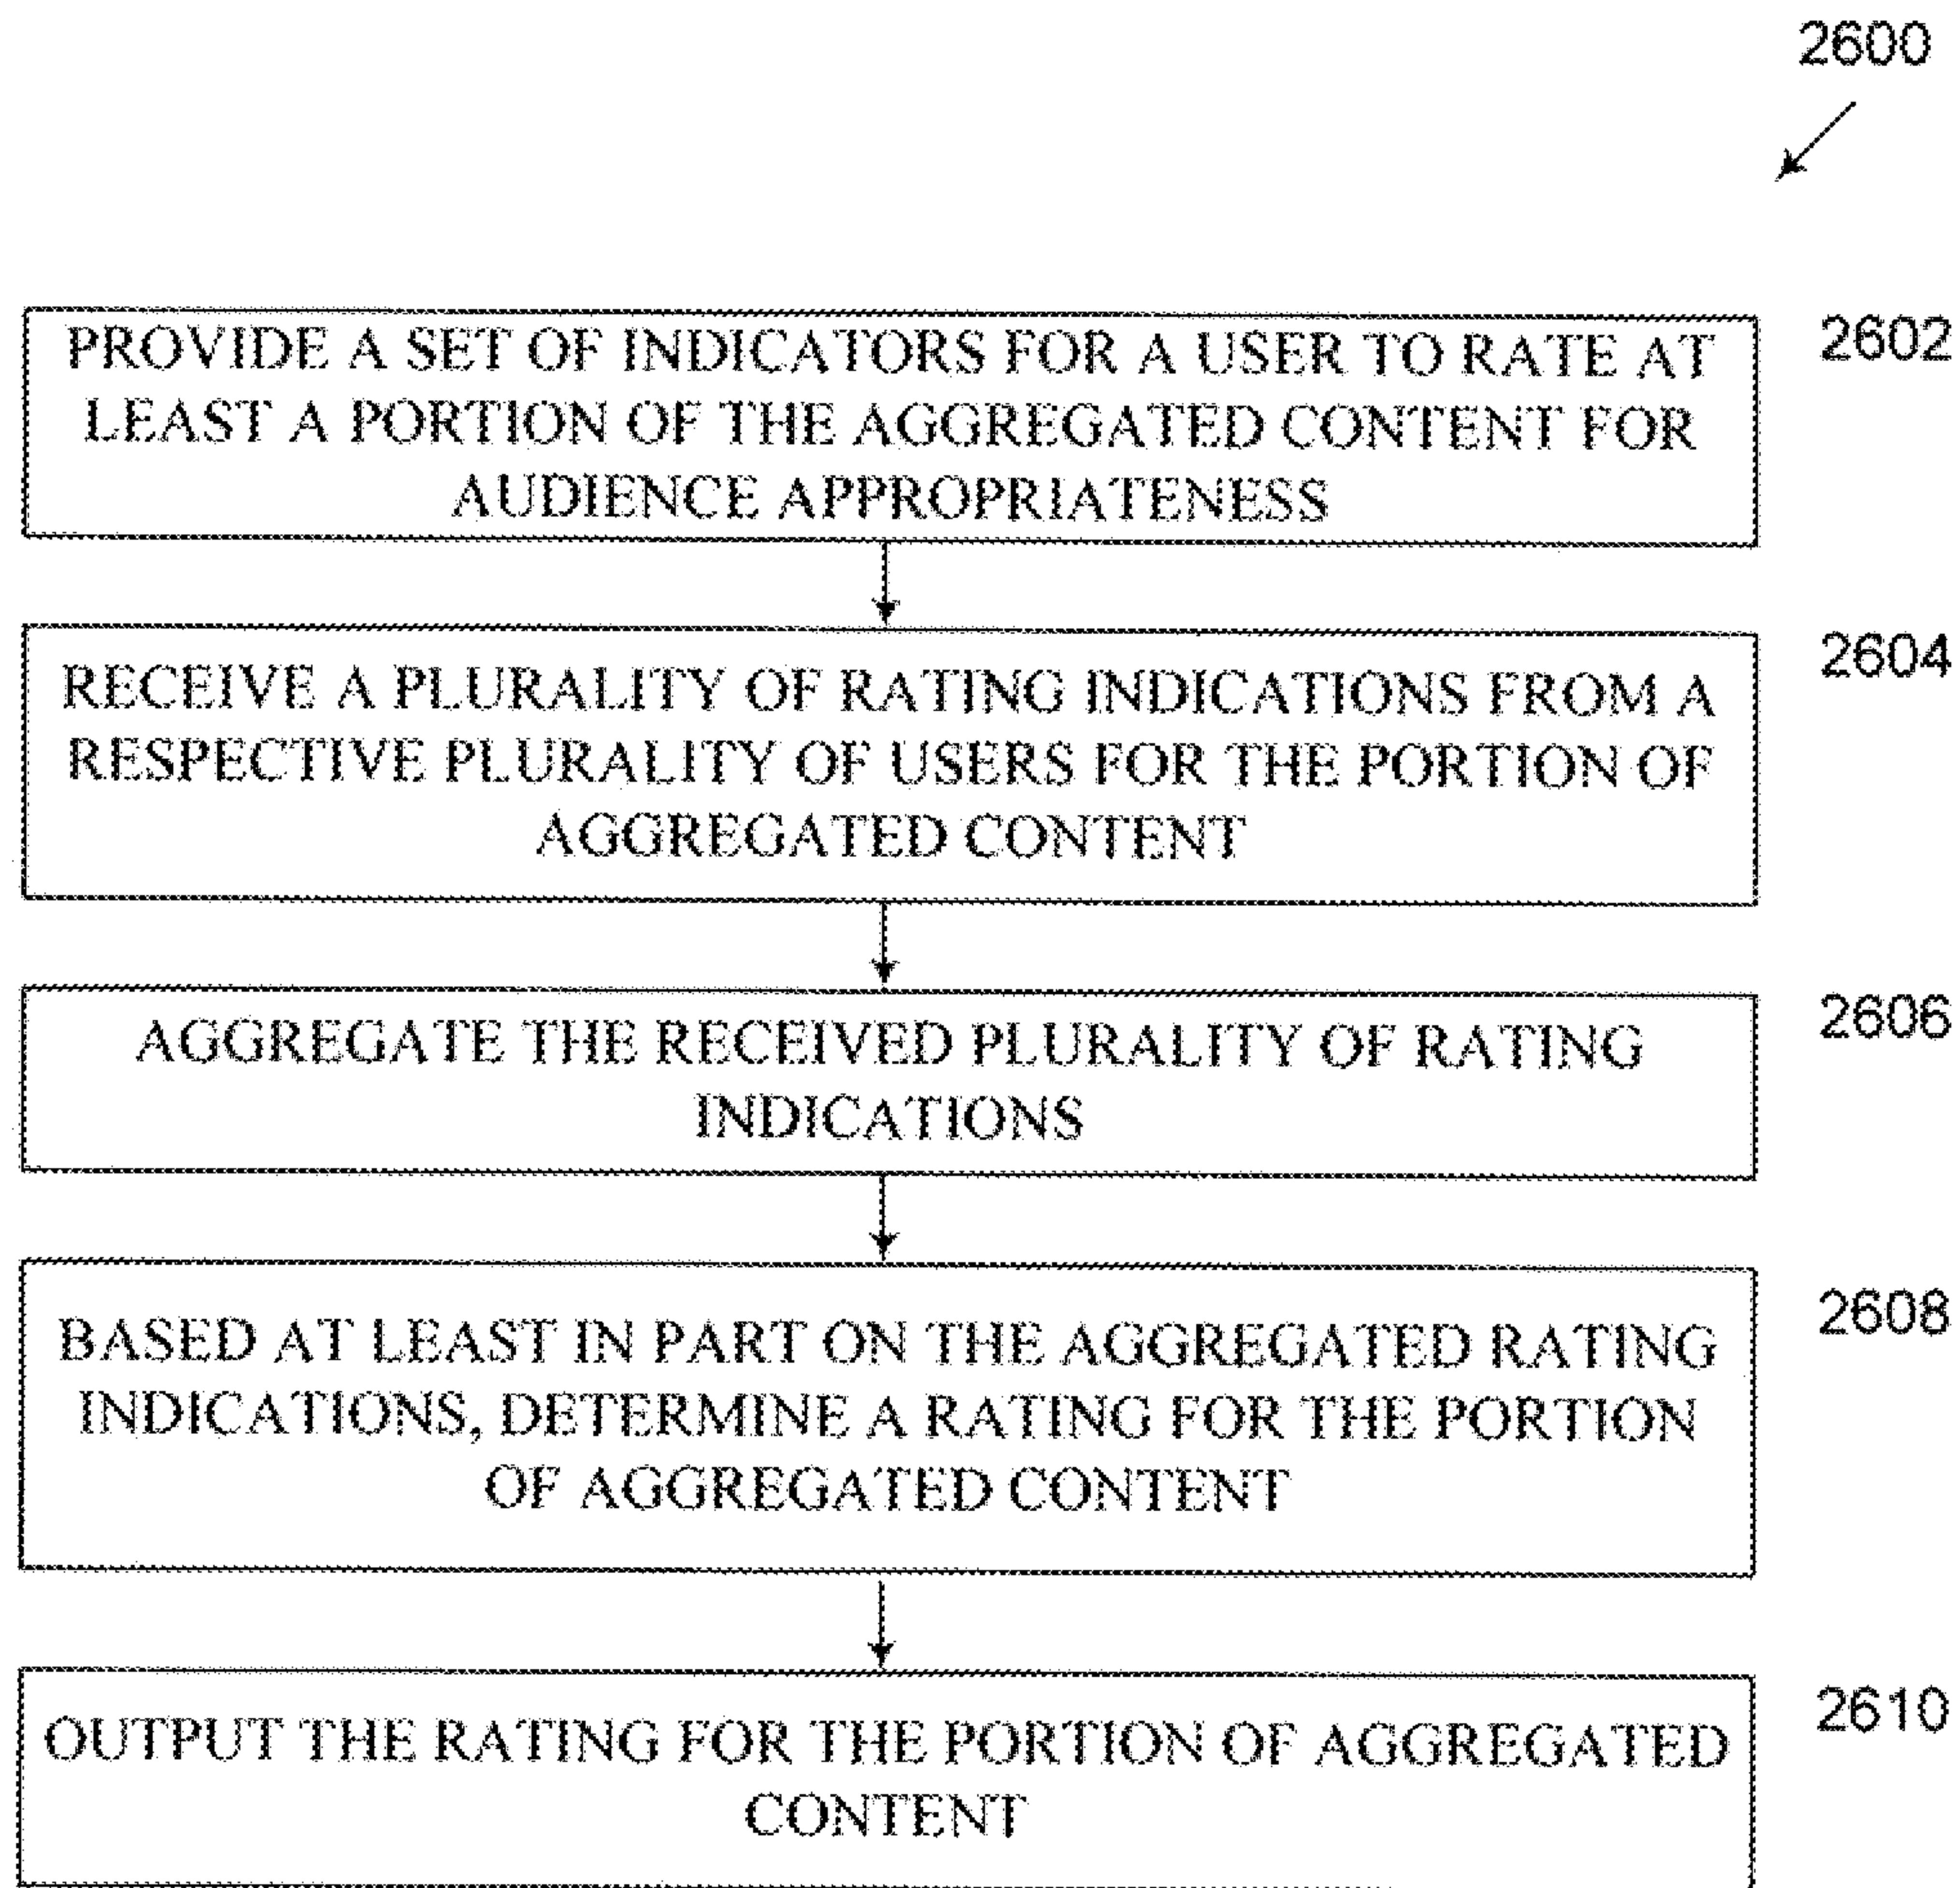 2600
PROVIDE A SET OF INDICATORS FOR A USER TO RATE AT
LEAST A PORTION OF THE AGGREGATED CONTENT FOR
AUDIENCE APPROPRIATENESS
2602
RECEIVE A PLURALITY OF RATING INDICATIONS FROM A
RESPECTIVE PLURALITY OF USERS FOR THE PORTION OF
AGGREGATED CONTENT
2604
AGGREGATE THE RECEIVED PLURALITY OF RATING
INDICATIONS
2606
BASED AT LEAST IN PART ON THE AGGREGATED RATING
INDICATIONS, DETERMINE A RATING FOR THE PORTION
OF AGGREGATED CONTENT
2608
OUTPUT THE RATING FOR THE PORTION OF AGGREGATED
CONTENT
2610